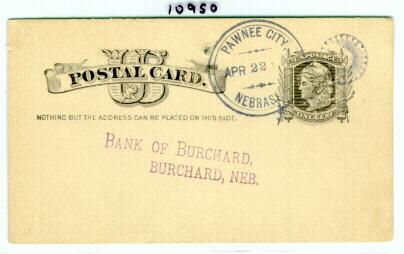 10950
PAWNEE CITY
APR 22
NEBRASK
US
POSTAL CARD.
U.S. POSTAGE
ONE CENT
NOTHING BUT THE ADDRESS CAN BE PLACED ON THIS SIDE.
BANK OF BURCHARD,
BURCHARD, NEB.